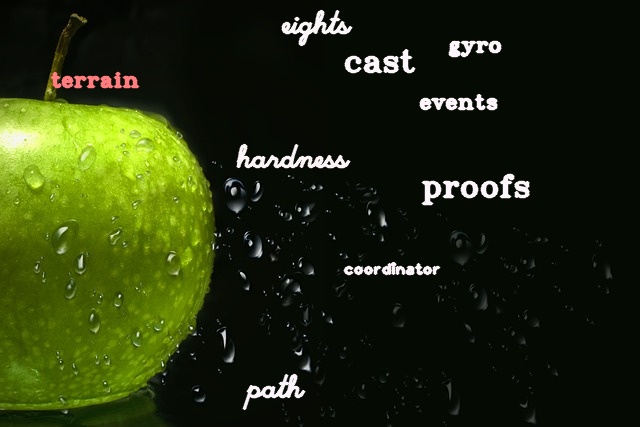 eights
gyro
cast
terrain
events
hardness
proofs
coordinator
path